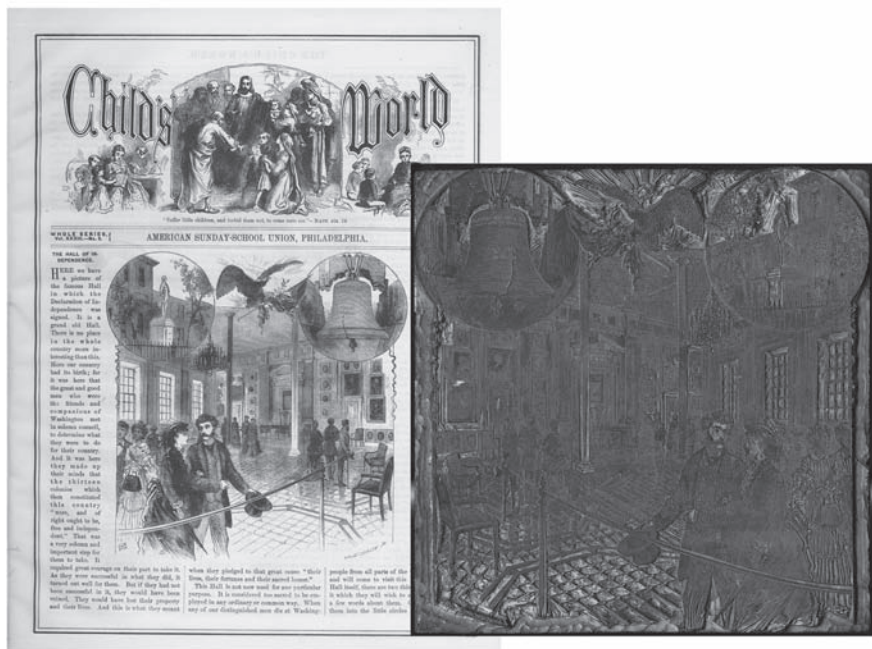 Child's World
"Suffer little children, and forbid them not, to come unto me."—MATT. xix. 14
WHOLE SERIES.
Vol. XXXIII.—No. 3.
AMERICAN SUNDAY-SCHOOL UNION, PHILADELPHIA.
THE HALL OF IN-
DEPENDENCE.
HERE we have
a picture of
the famous Hall
in which the
Declaration of In-
dependence was
signed. It is a
grand old Hall.
There is no place
in the whole
country more in-
teresting than this.
Here our country
had its birth; for
it was here that
the great and good
men who were
the friends and
companions of
Washington met
in solemn council,
to determine what
they were to do
for their country.
And it was here
they made up
their minds that
the thirteen
colonies which
then constituted
this country
"were, and of
right ought to be,
free and indepen-
dent." That was
a very solemn and
important step for
them to take. It
required great courage on their part to take it.
As they were successful in what they did, it
turned out well for them. But if they had not
been successful in it, they would have been
ruined. They would have lost their property
and their lives. And this is what they meant
when they pledged to that great cause "their
lives, their fortunes and their sacred honor."
This Hall is not now used for any particular
purpose. It is considered too sacred to be em-
ployed in any ordinary or common way. When
any of our distinguished men die at Washing-
people from all parts of the
and will come to visit this
Hall itself, there are two thi
it which they will wish to
a few words about them.
them into the little circles